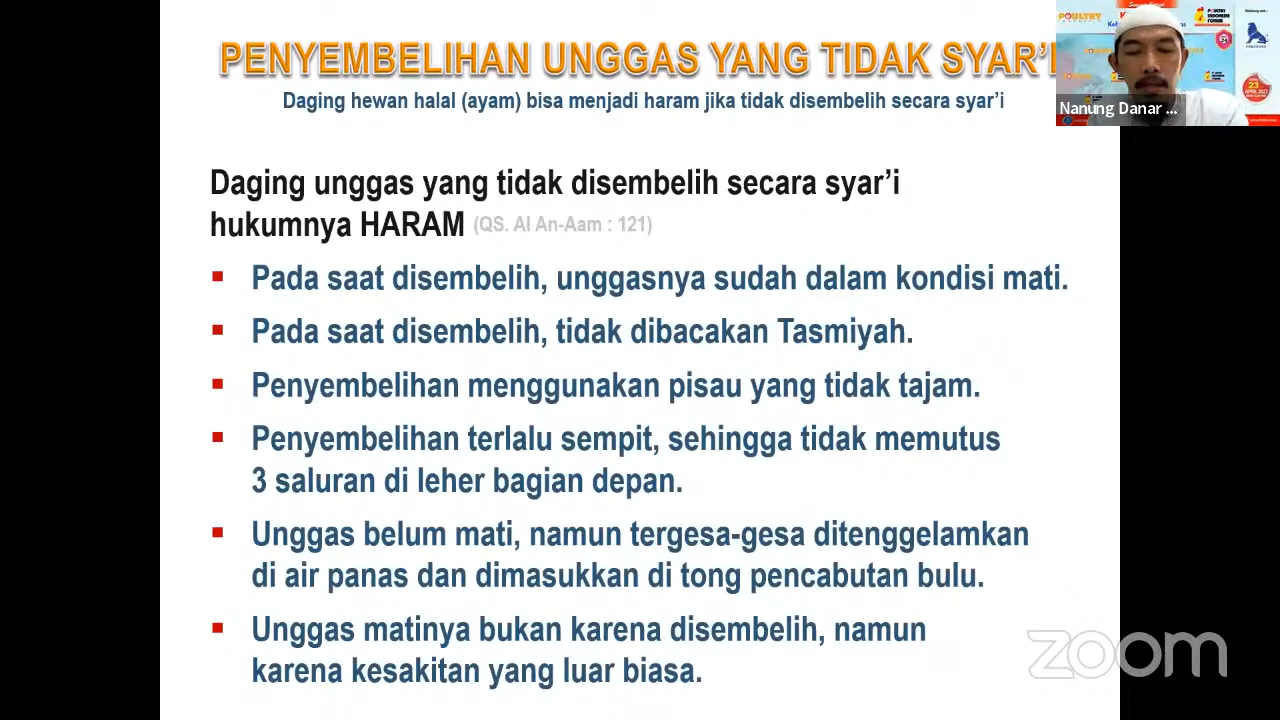 PENYEMBELIHAN UNGGAS YANG TIDAK SYAR'I
Daging hewan halal (ayam) bisa menjadi haram jika tidak disembelih secara syar'i
Nanung Danar ...
Daging unggas yang tidak disembelih secara syar'i
hukumnya HARAM (QS. Al An-Aam : 121)
Pada saat disembelih, unggasnya sudah dalam kondisi mati.
Pada saat disembelih, tidak dibacakan Tasmiyah.
Penyembelihan menggunakan pisau yang tidak tajam.
Penyembelihan terlalu sempit, sehingga tidak memutus
3 saluran di leher bagian depan.
Unggas belum mati, namun tergesa-gesa ditenggelamkan
di air panas dan dimasukkan di tong pencabutan bulu.
Unggas matinya bukan karena disembelih, namun
karena kesakitan yang luar biasa.
zoom